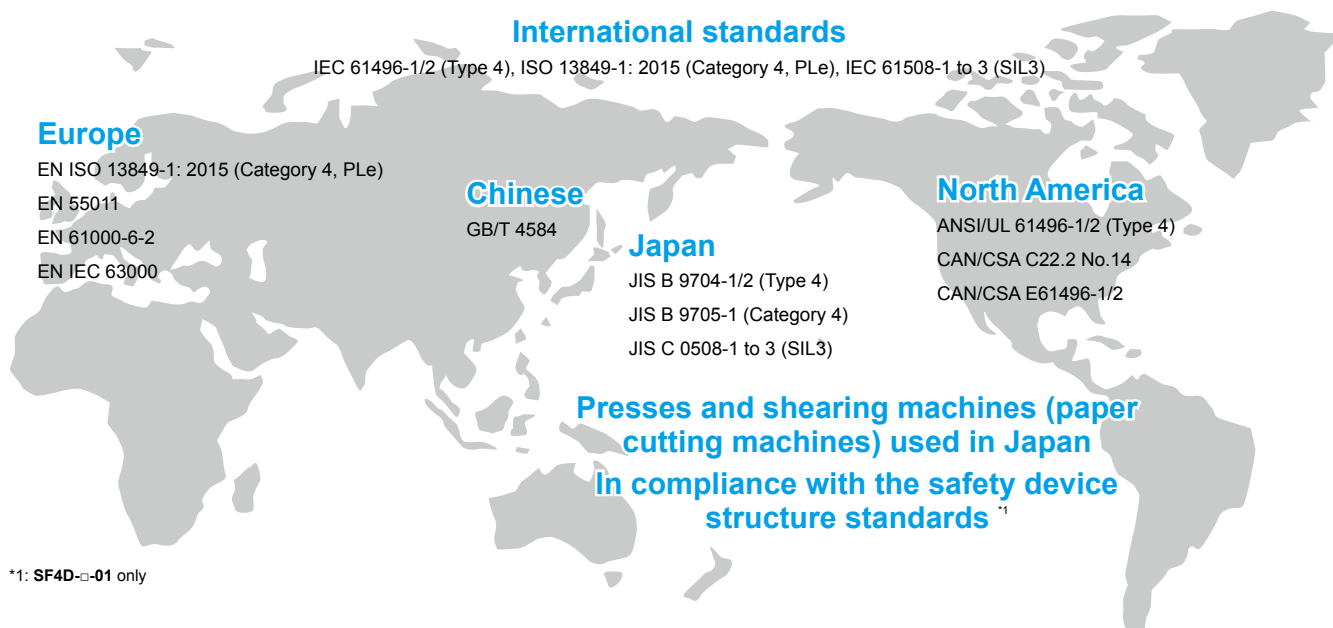 International standards
IEC 61496-1/2 (Type 4), ISO 13849-1: 2015 (Category 4, PLe), IEC 61508-1 to 3 (SIL3)
Europe
EN ISO 13849-1: 2015 (Category 4, PLe)
EN 55011
EN 61000-6-2
EN IEC 63000
Chinese
GB/T 4584
Japan
JIS B 9704-1/2 (Type 4)
JIS B 9705-1 (Category 4)
JIS C 0508-1 to 3 (SIL3)
North America
ANSI/UL 61496-1/2 (Type 4)
CAN/CSA C22.2 No.14
CAN/CSA E61496-1/2
Presses and shearing machines (paper
cutting machines) used in Japan
In compliance with the safety device
structure standards *1
*1: SF4D-□-01 only